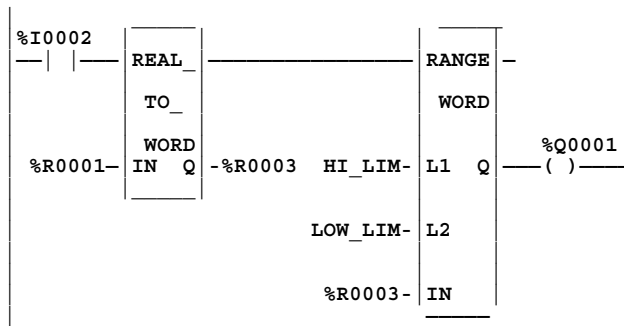 %I0002
REAL_ RANGE
TO_ WORD
WORD %Q0001
%R0001 IN Q %R0003 HI_LIM L1 Q ( )
LOW_LIM L2
%R0003 IN